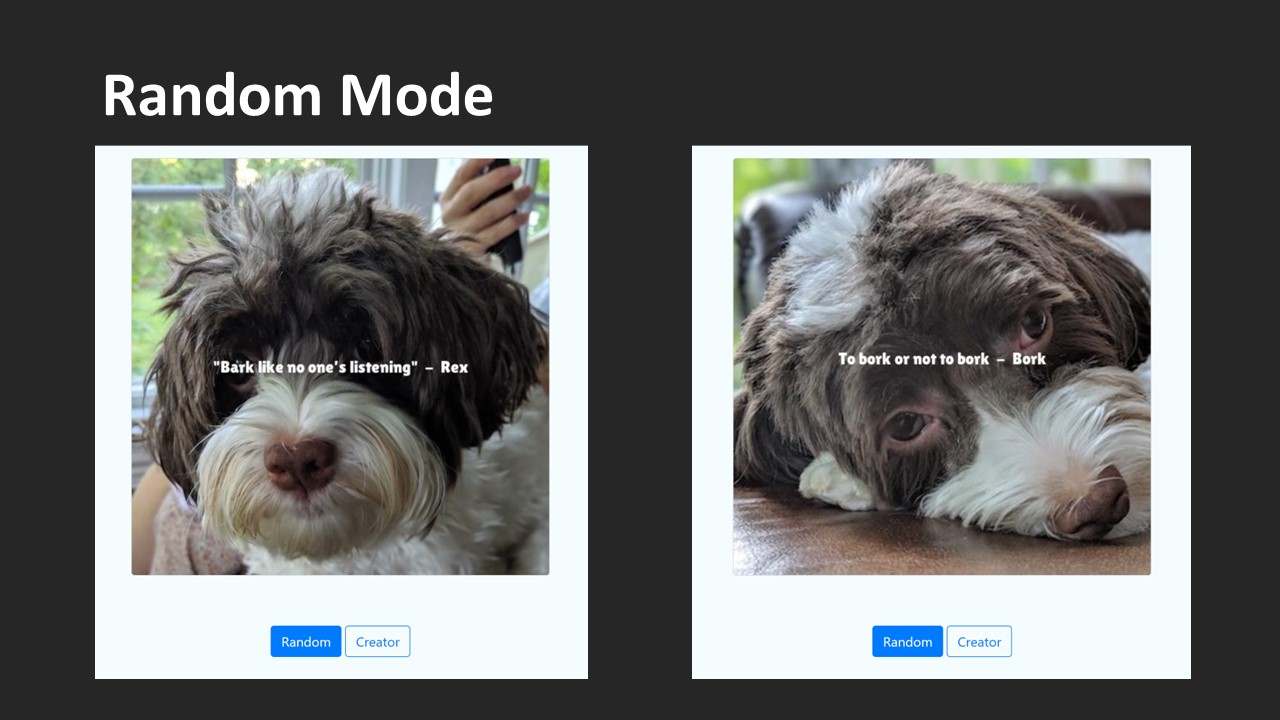 Random Mode
"Bark like no one's listening" - Rex
To bork or not to bork - Bork
Random Creator
Random Creator